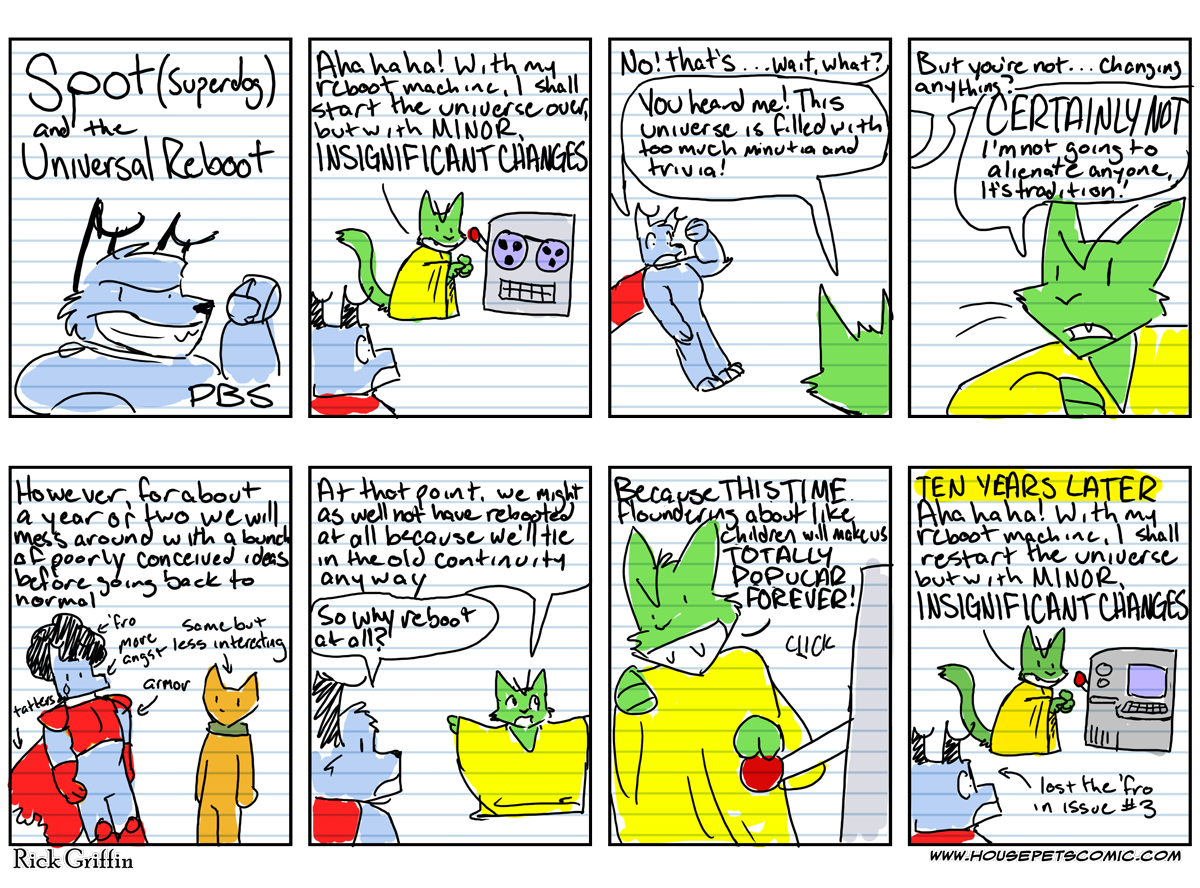 Spot (Superdog)
and the
Universal Reboot
PBS
Aha haha! With my
reboot machine, I shall
start the universe over,
but with MINOR,
INSIGNIFICANT CHANGES
No! that's...wait, what?
You heard me! This
universe is filled with
too much minutia and
trivia!
But you're not... changing
anything?
CERTAINLY NOT
I'm not going to
alienate anyone,
It's tradition!
However, for about
a year or two we will
mess around with a bunch
of poorly conceived ideas
before going back to
normal
'fro
more
angst
armor
tatters
same but
less interesting
At that point, we might
as well not have rebooted
at all because we'll tie
in the old continuity
anyway
So why reboot
at all?
Because THIS TIME
floundering about like
children will make us
TOTALLY
POPULAR
FOREVER!
CLICK
TEN YEARS LATER
Aha haha! With my
reboot machine, I shall
restart the universe
but with MINOR,
INSIGNIFICANT CHANGES
lost the 'fro
in issue #3
Rick Griffin
www.housepetscomic.com